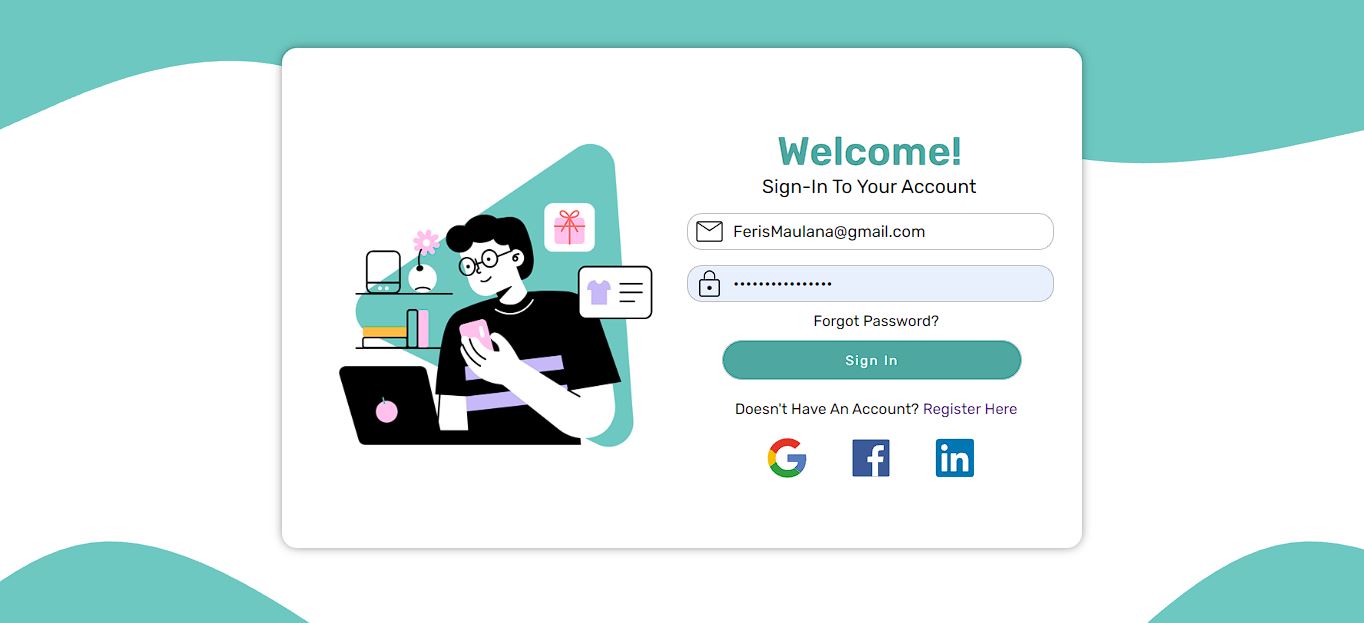 Welcome!
Sign-In To Your Account
FerisMaulana@gmail.com
••••••••••••••••
Forgot Password?
Sign In
Doesn't Have An Account? Register Here